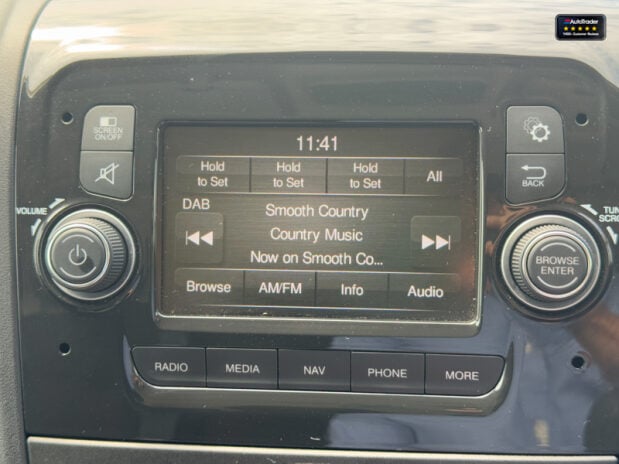 AutoTrader
SCREEN
ON/OFF
11:41
Hold
to Set
Hold
to Set
Hold
to Set
All
BACK
DAB
Smooth Country
Country Music
Now on Smooth Co...
VOLUME
BROWSE
ENTER
Browse
AM/FM
Info
Audio
RADIO
MEDIA
NAV
PHONE
MORE